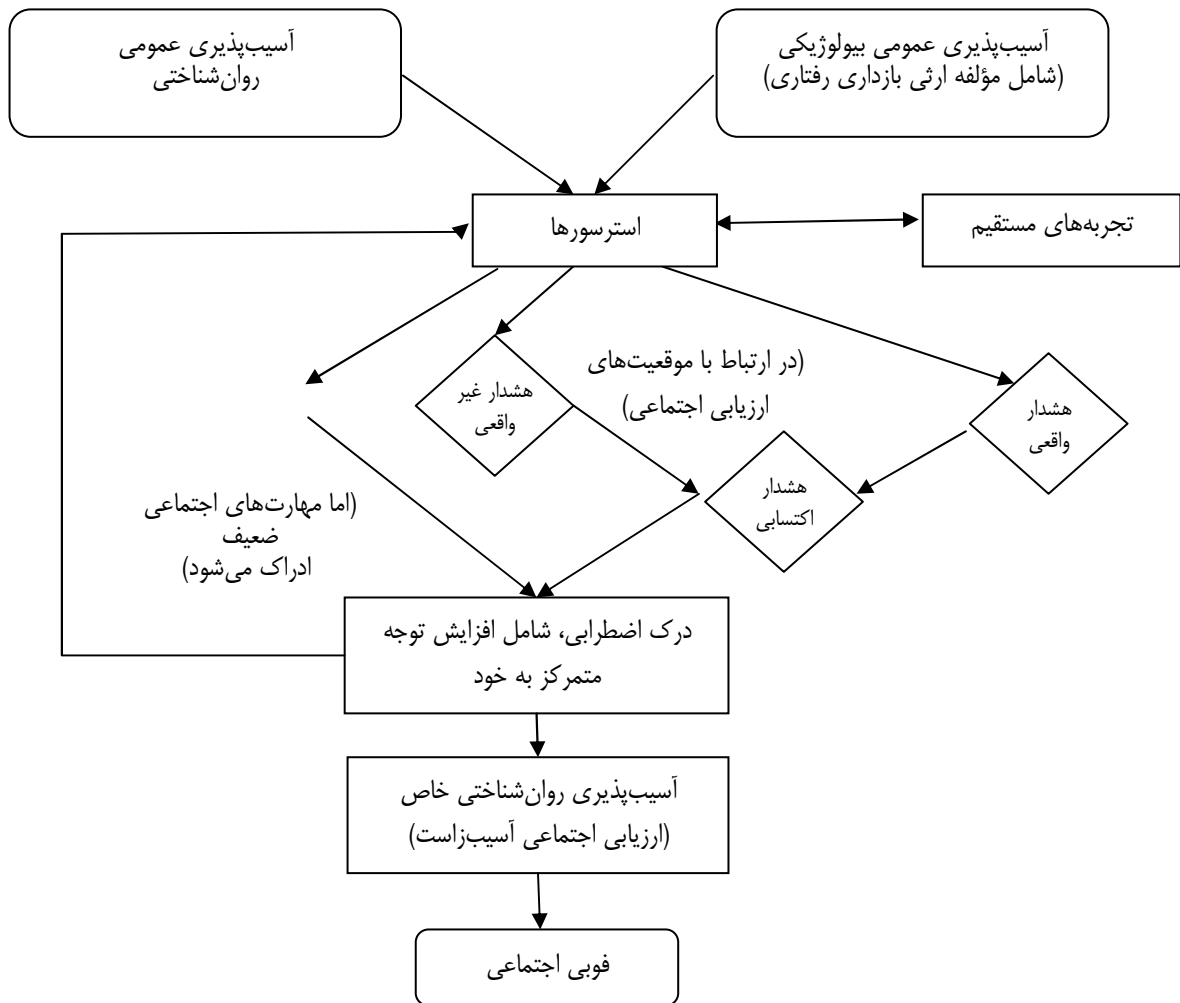 آسیب‌پذیری عمومی بیولوژیکی
(شامل مؤلفه ارثی بازداری رفتاری)
آسیب‌پذیری عمومی
روان‌شناختی
استرسورها
تجربه‌های مستقیم
هشدار
واقعی
(در ارتباط با موقعیت‌های
ارزیابی اجتماعی)
هشدار غیر
واقعی
هشدار
اکتسابی
(اما مهارت‌های اجتماعی
ضعیف
ادراک می‌شود)
درک اضطرابی، شامل افزایش توجه
متمرکز به خود
آسیب‌پذیری روان‌شناختی خاص
(ارزیابی اجتماعی آسیب‌زاست)
فوبی اجتماعی